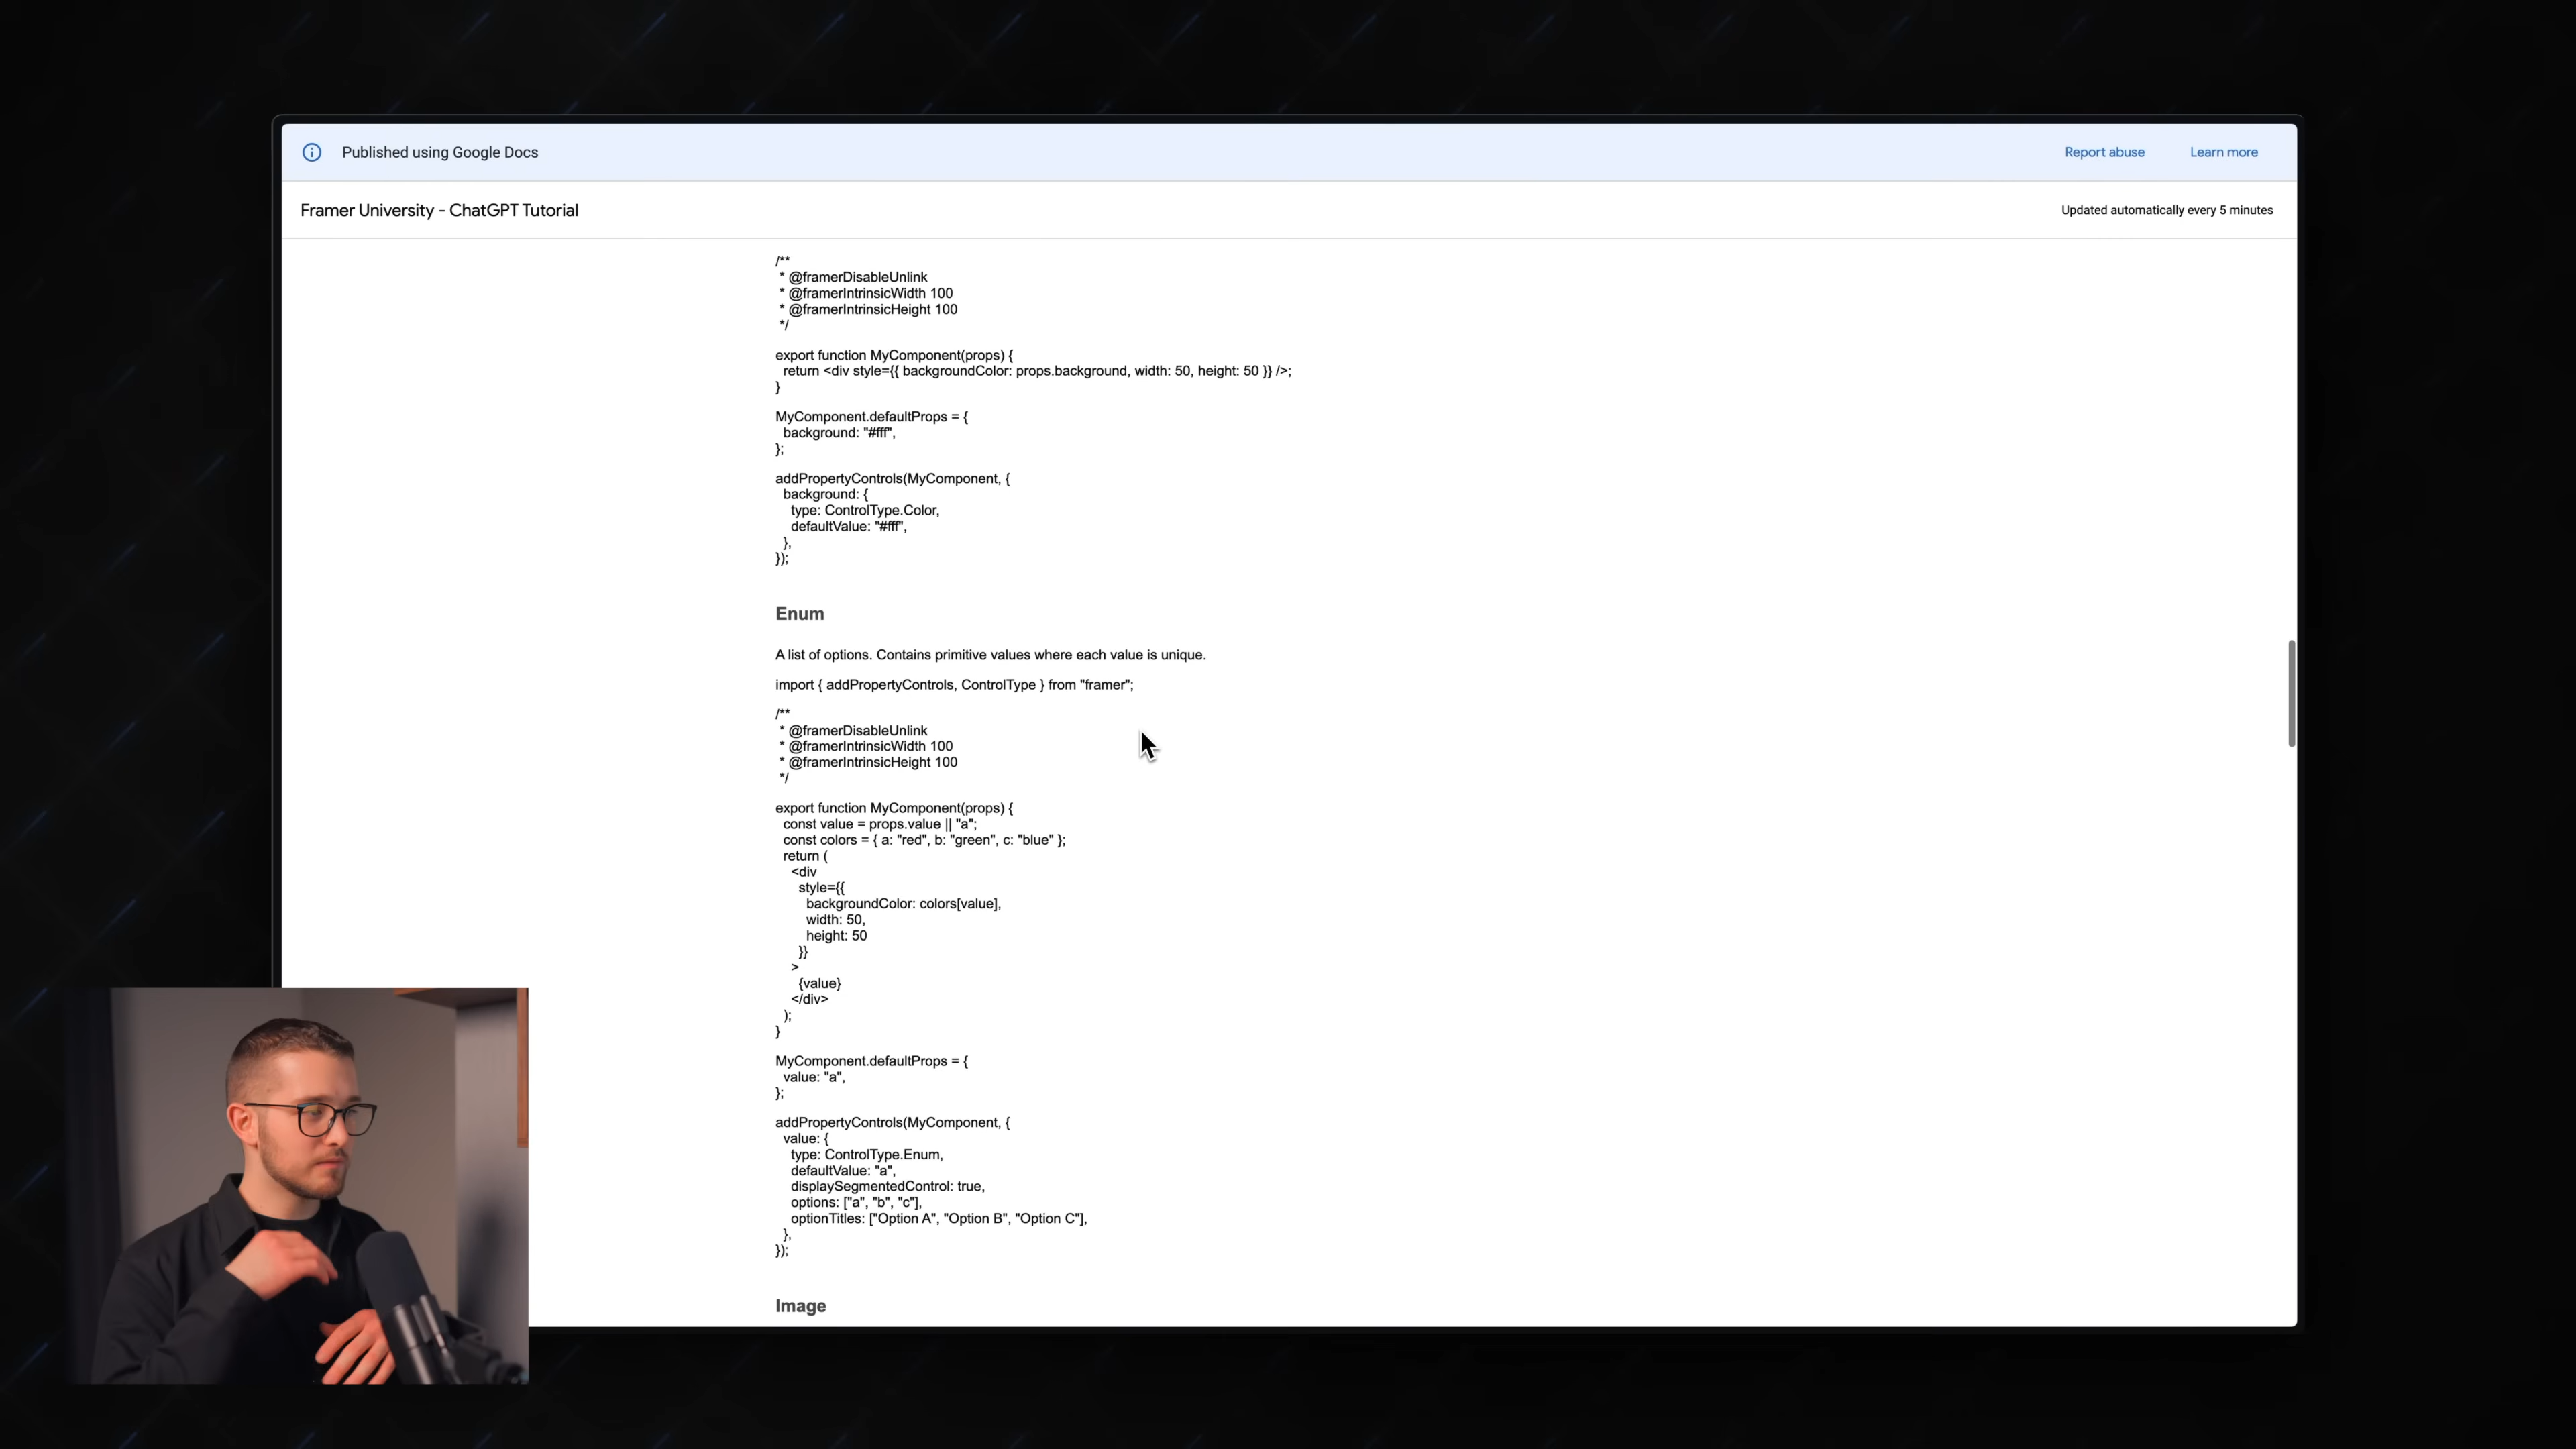 Published using Google Docs
Report abuse
Learn more
Framer University - ChatGPT Tutorial
Updated automatically every 5 minutes
/**
* @framerDisableUnlink
* @framerIntrinsicWidth 100
* @framerIntrinsicHeight 100
*/
export function MyComponent(props) {
return <div style={{ backgroundColor: props.background, width: 50, height: 50 }} />;
}
MyComponent.defaultProps = {
background: "#fff",
};
addPropertyControls(MyComponent, {
background: {
type: ControlType.Color,
defaultValue: "#fff",
},
});
Enum
A list of options. Contains primitive values where each value is unique.
import { addPropertyControls, ControlType } from "framer";
/**
* @framerDisableUnlink
* @framerIntrinsicWidth 100
* @framerIntrinsicHeight 100
*/
export function MyComponent(props) {
const value = props.value || "a";
const colors = { a: "red", b: "green", c: "blue" };
return (
<div
style={{
backgroundColor: colors[value],
width: 50,
height: 50
}}
>
{value}
</div>
);
}
MyComponent.defaultProps = {
value: "a",
};
addPropertyControls(MyComponent, {
value: {
type: ControlType.Enum,
defaultValue: "a",
displaySegmentedControl: true,
options: ["a", "b", "c"],
optionTitles: ["Option A", "Option B", "Option C"],
},
});
Image